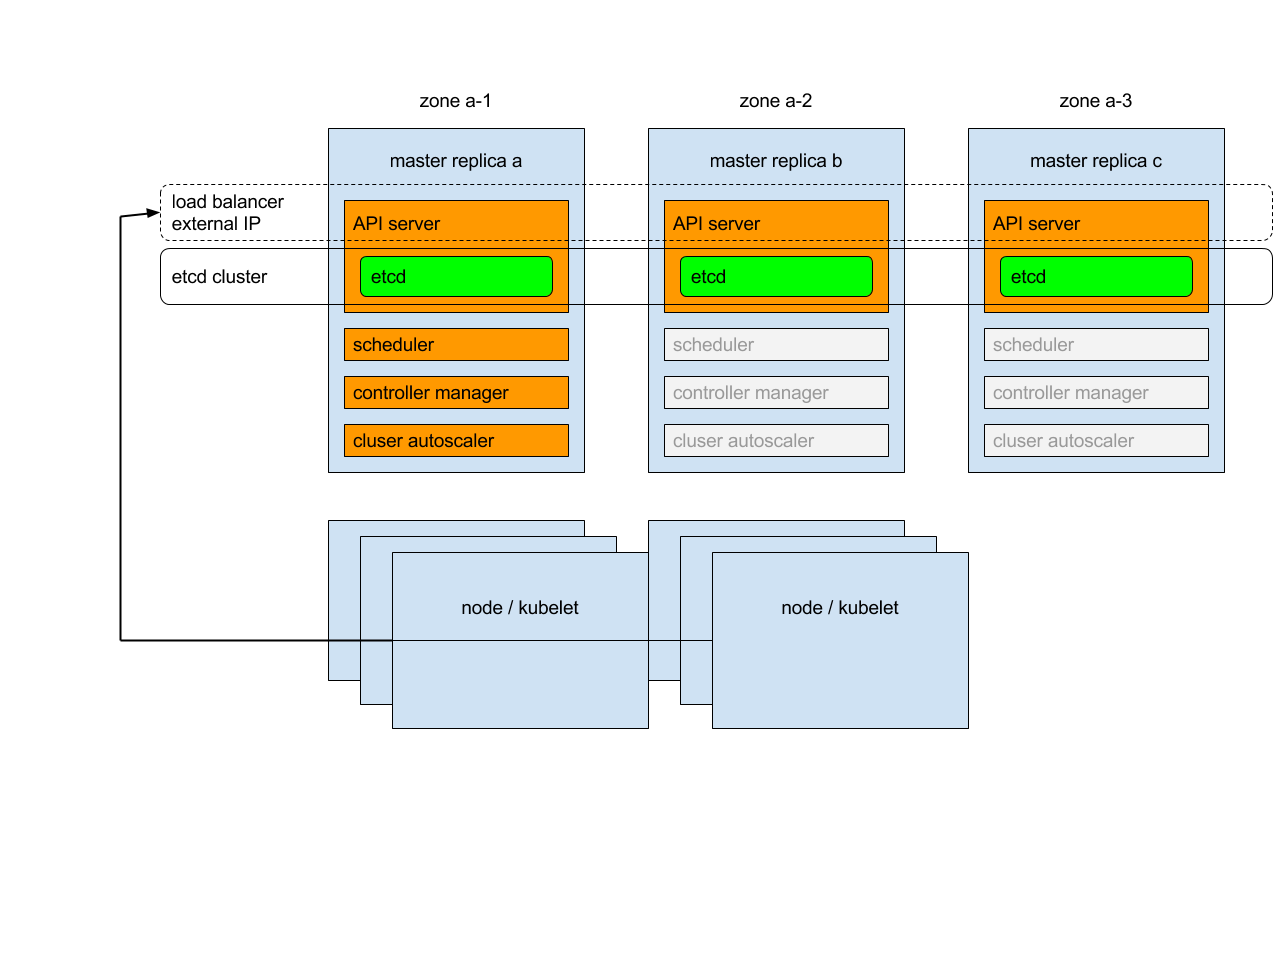 zone a-1
zone a-2
zone a-3
master replica a
master replica b
master replica c
load balancer
external IP
API server
API server
API server
etcd cluster
etcd
etcd
etcd
scheduler
scheduler
scheduler
controller manager
controller manager
controller manager
cluser autoscaler
cluser autoscaler
cluser autoscaler
node / kubelet
node / kubelet